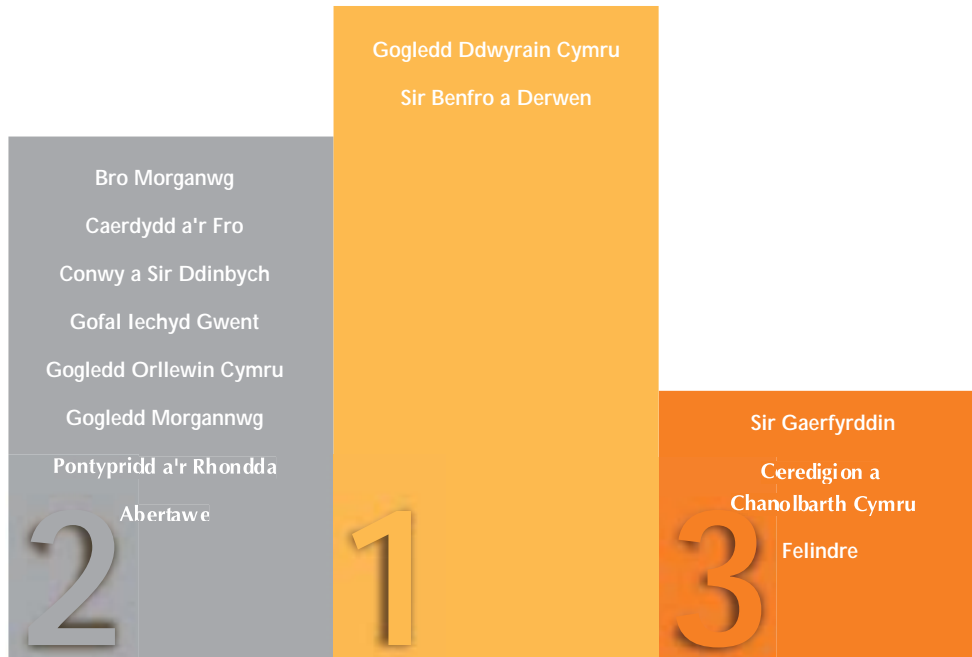 Gogledd Ddwyrain Cymru
Sir Benfro a Derwen
Bro Morganwg
Caerdydd a'r Fro
Conwy a Sir Ddinbych
Gofal Iechyd Gwent
Gogledd Orllewin Cymru
Gogledd Morgannwg
Pontypridd a'r Rhondda
Abertawe
Sir Gaerfyrddin
Ceredigion a
Chanolbarth Cymru
Felindre
2
1
3